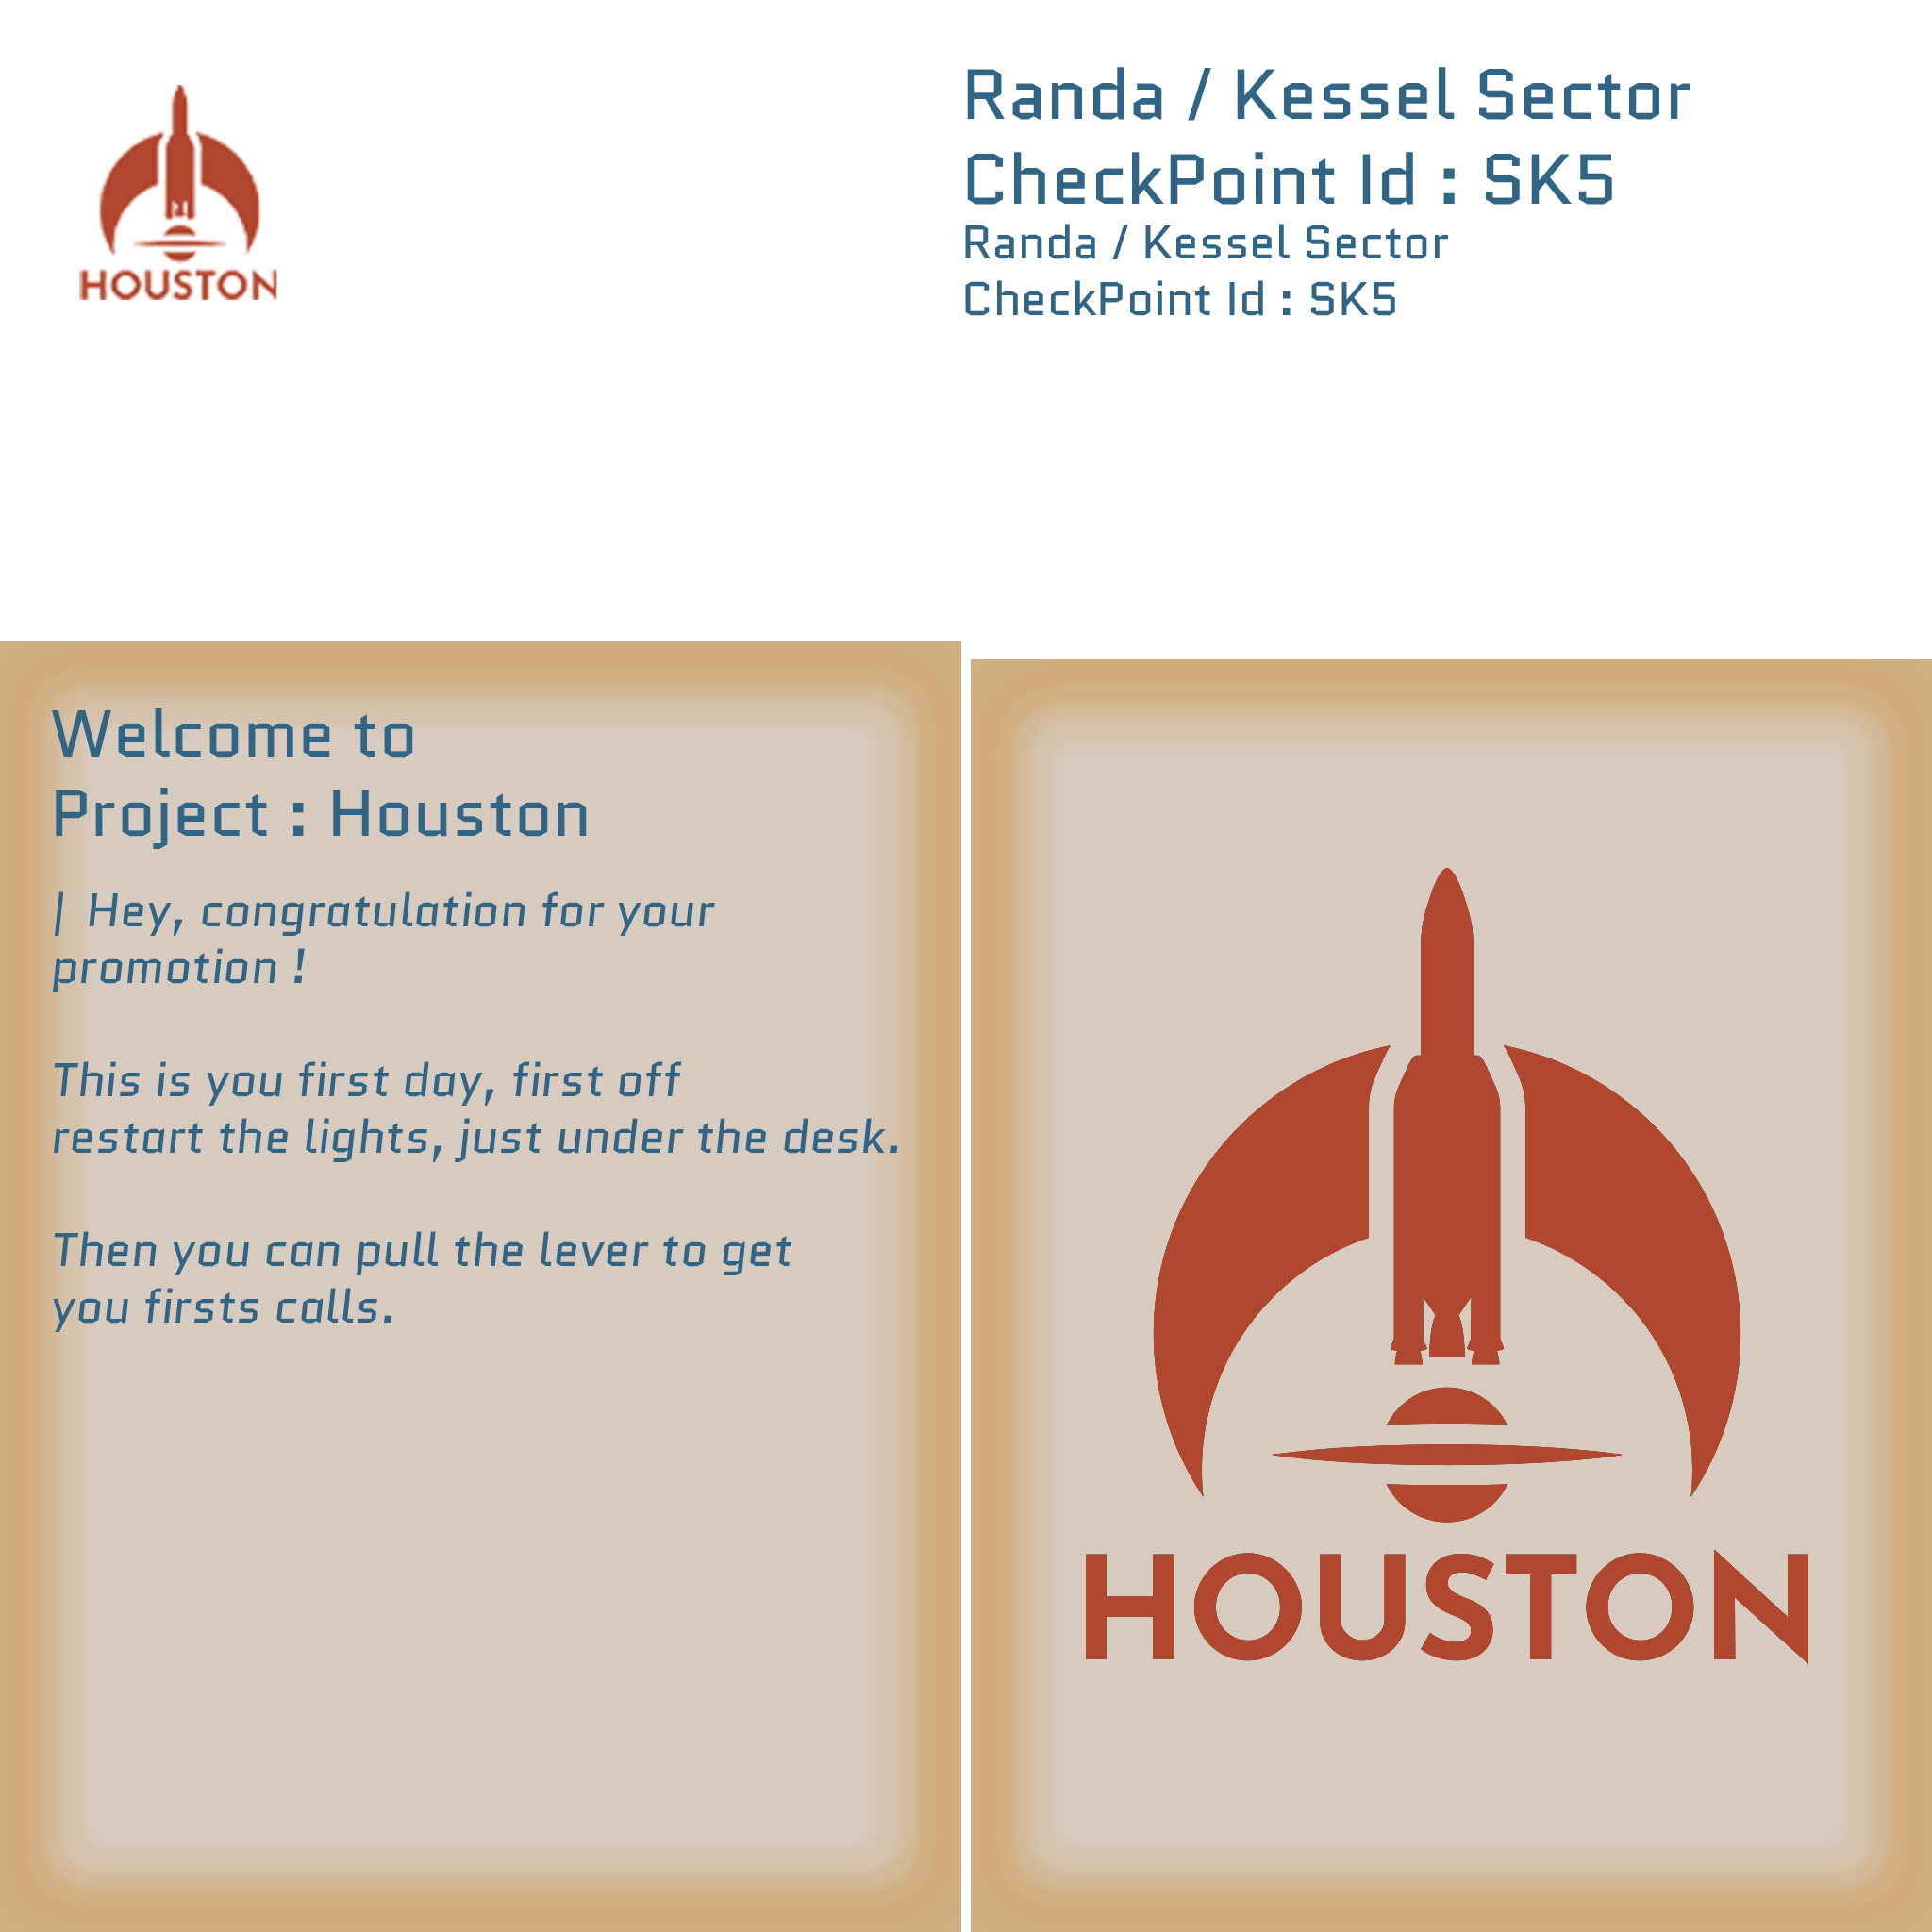 HOUSTON
Randa / Kessel Sector
CheckPoint Id : SK5
Randa / Kessel Sector
CheckPoint Id : SK5
Welcome to
Project : Houston
| Hey, congratulation for your
promotion !
This is you first day, first off
restart the lights, just under the desk.
Then you can pull the lever to get
you firsts calls.
HOUSTON